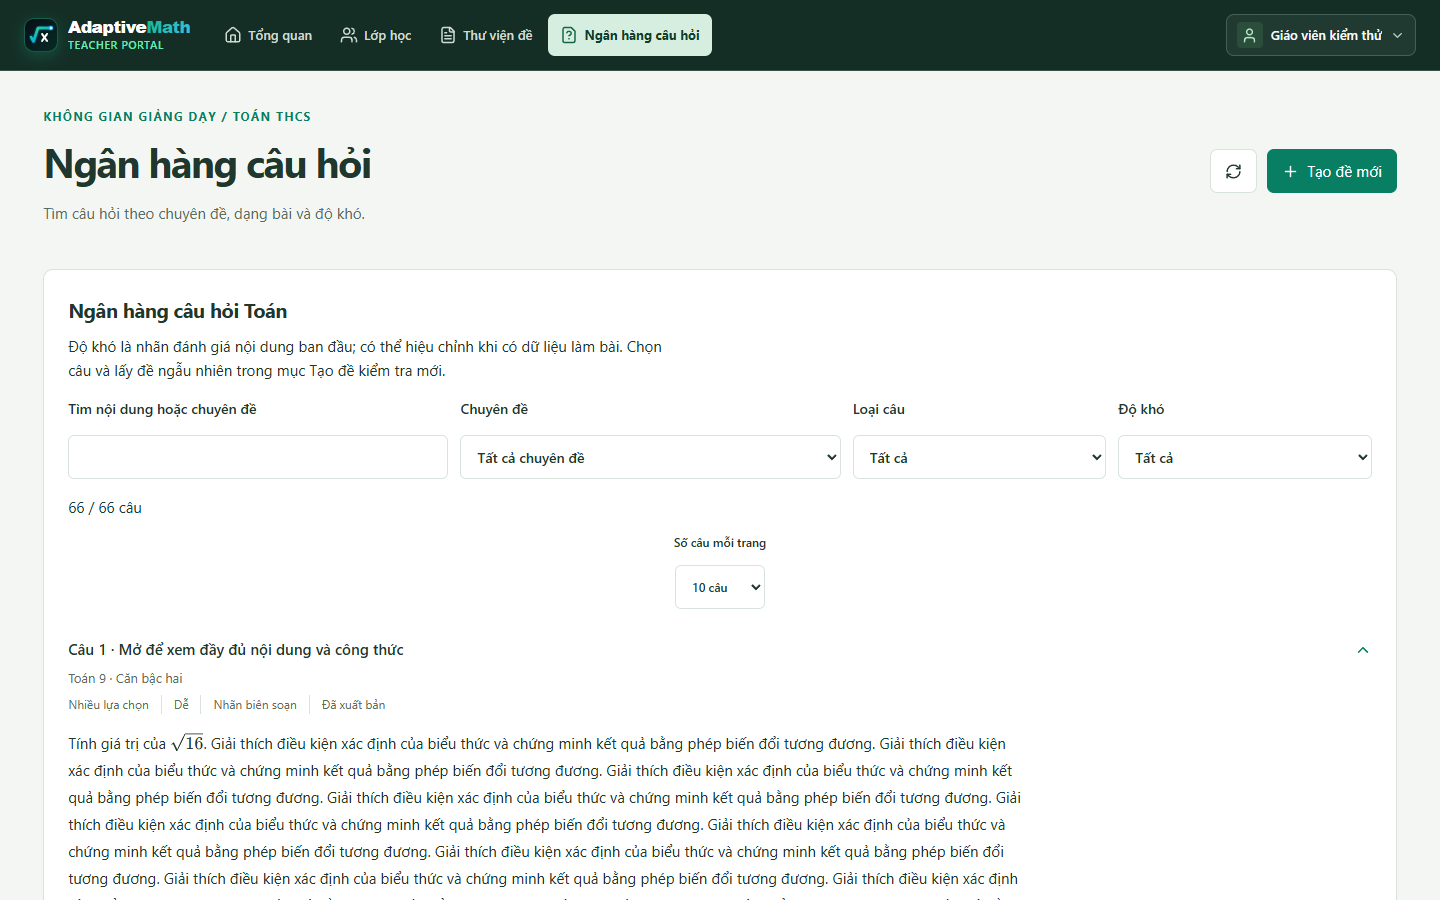 AdaptiveMath
TEACHER PORTAL
Tổng quan
Lớp học
Thư viện đề
Ngân hàng câu hỏi
Giáo viên kiểm thử
KHÔNG GIAN GIẢNG DẠY / TOÁN THCS
Ngân hàng câu hỏi
Tìm câu hỏi theo chuyên đề, dạng bài và độ khó.
Tạo đề mới
Ngân hàng câu hỏi Toán
Độ khó là nhãn đánh giá nội dung ban đầu; có thể hiệu chỉnh khi có dữ liệu làm bài. Chọn
câu và lấy đề ngẫu nhiên trong mục Tạo đề kiểm tra mới.
Tìm nội dung hoặc chuyên đề
Chuyên đề
Loại câu
Độ khó
Tất cả chuyên đề
Tất cả
Tất cả
66 / 66 câu
Số câu mỗi trang
10 câu
Câu 1 · Mở để xem đầy đủ nội dung và công thức
Toán 9 · Căn bậc hai
Nhiều lựa chọn
Dễ
Nhãn biên soạn
Đã xuất bản
Tính giá trị của √16. Giải thích điều kiện xác định của biểu thức và chứng minh kết quả bằng phép biến đổi tương đương. Giải thích điều kiện
xác định của biểu thức và chứng minh kết quả bằng phép biến đổi tương đương. Giải thích điều kiện xác định của biểu thức và chứng minh kết
quả bằng phép biến đổi tương đương. Giải thích điều kiện xác định của biểu thức và chứng minh kết quả bằng phép biến đổi tương đương. Giải
thích điều kiện xác định của biểu thức và chứng minh kết quả bằng phép biến đổi tương đương. Giải thích điều kiện xác định của biểu thức và
chứng minh kết quả bằng phép biến đổi tương đương. Giải thích điều kiện xác định của biểu thức và chứng minh kết quả bằng phép biến đổi
tương đương. Giải thích điều kiện xác định của biểu thức và chứng minh kết quả bằng phép biến đổi tương đương. Giải thích điều kiện xác định